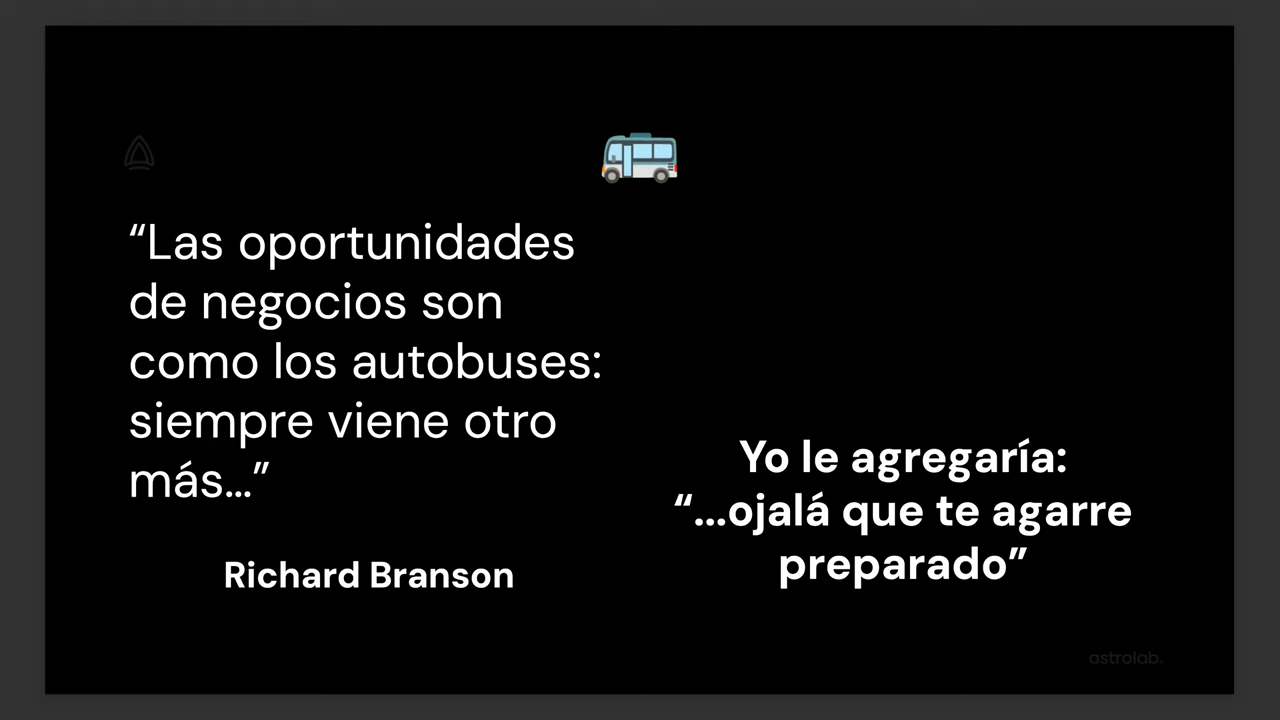 “Las oportunidades
de negocios son
como los autobuses:
siempre viene otro
más...”
Richard Branson
Yo le agregaría:
“...ojalá que te agarre
preparado”
astrolab.